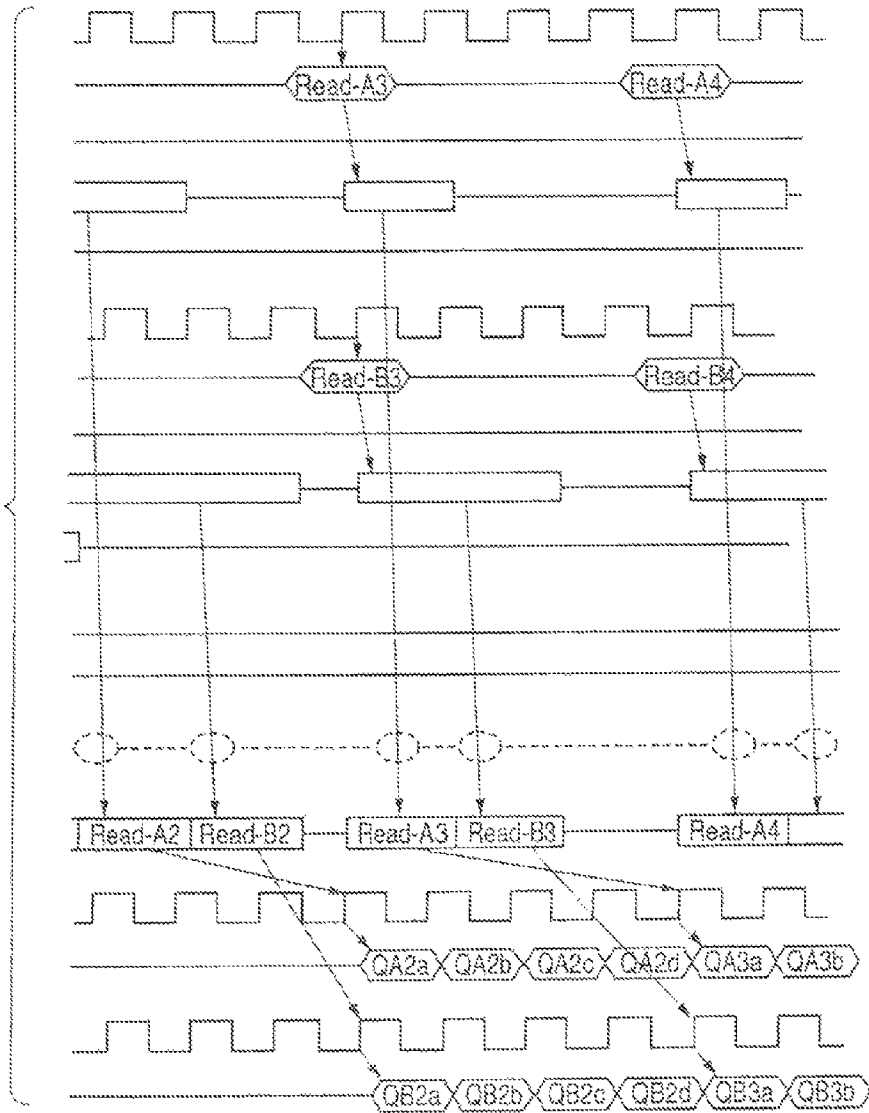 Read-A3 Read-A4
Read-B3 Read-B4
Read-A2 Read-B2 Read-A3 Read-B3 Read-A4
QA2a QA2b QA2c QA2d QA3a QA3b
QB2a QB2b QB2c QB2d QB3a QB3b